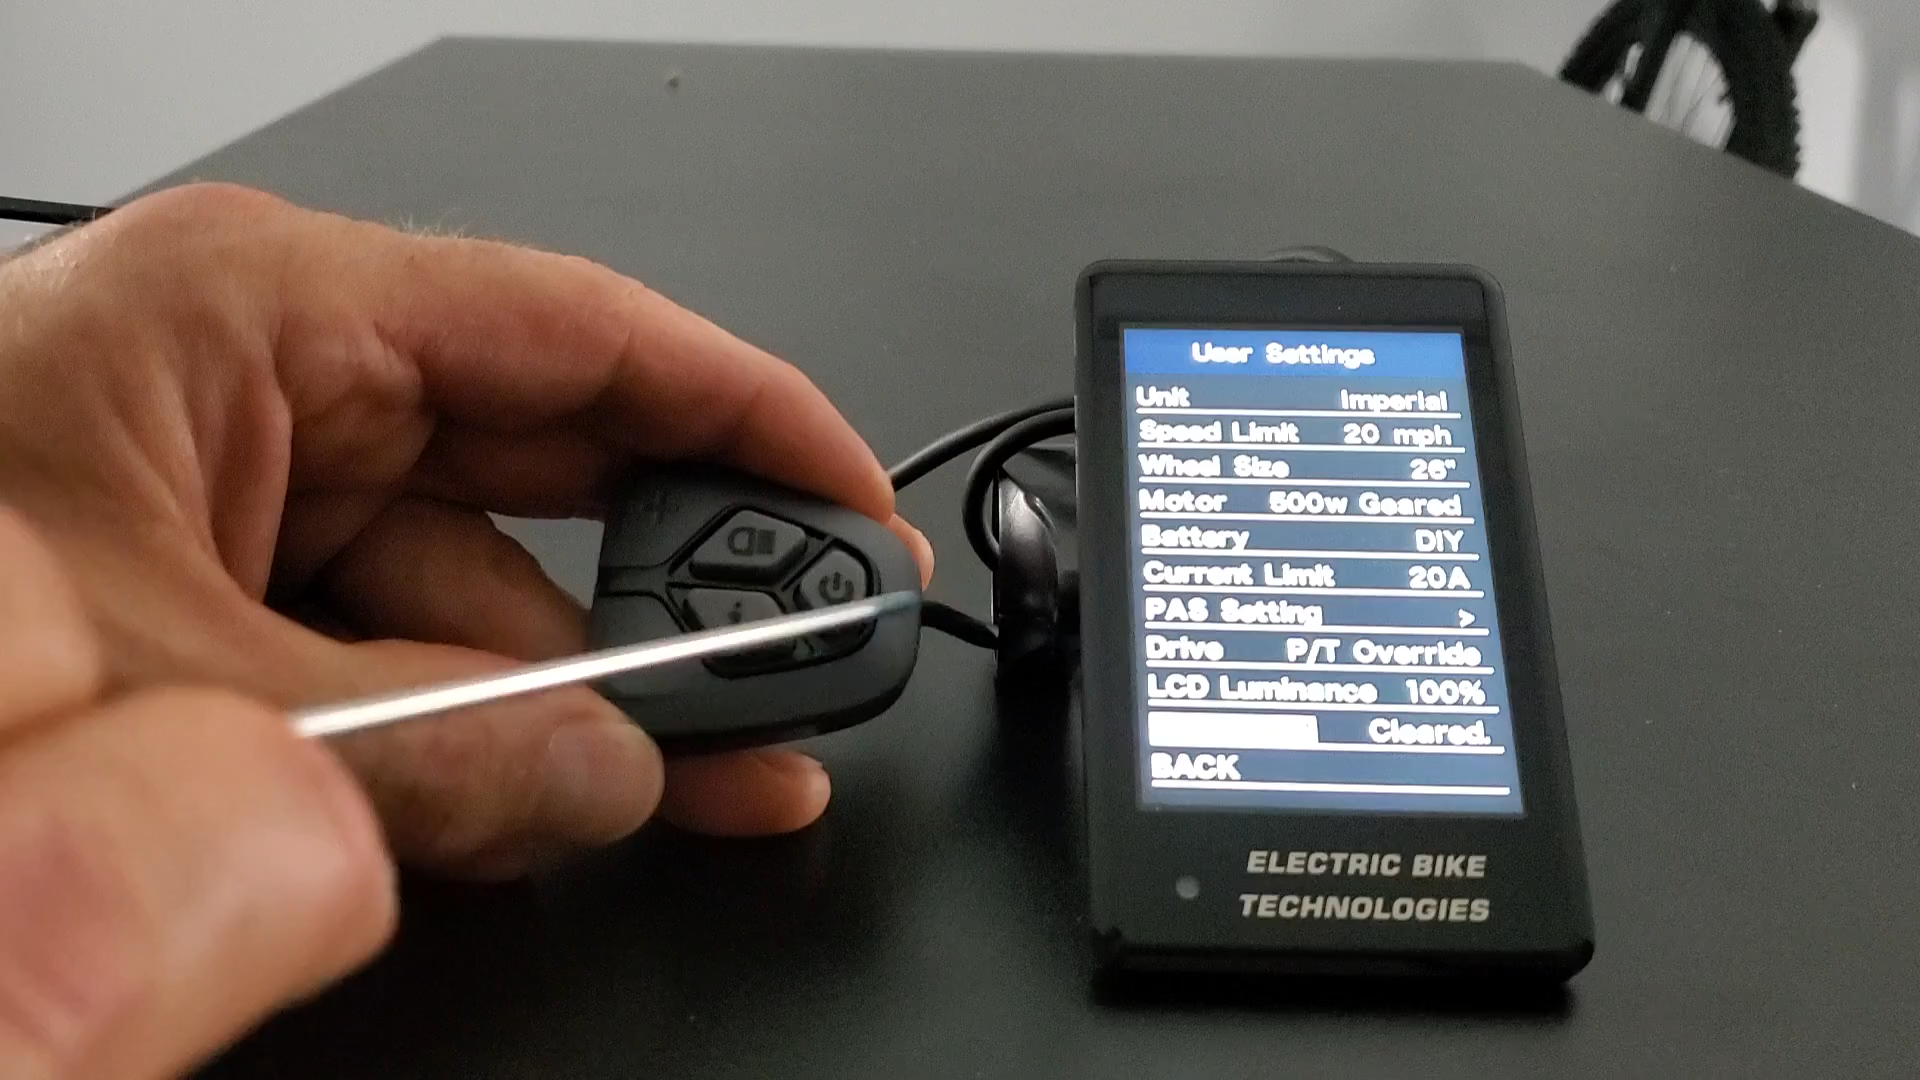 User Settings
Unit Imperial
Speed Limit 20 mph
Wheel Size 26"
Motor 500w Geared
Battery DIY
Current Limit 20A
PAS Setting >
Drive P/T Override
LCD Luminance 100%
Cleared.
BACK
ELECTRIC BIKE
TECHNOLOGIES